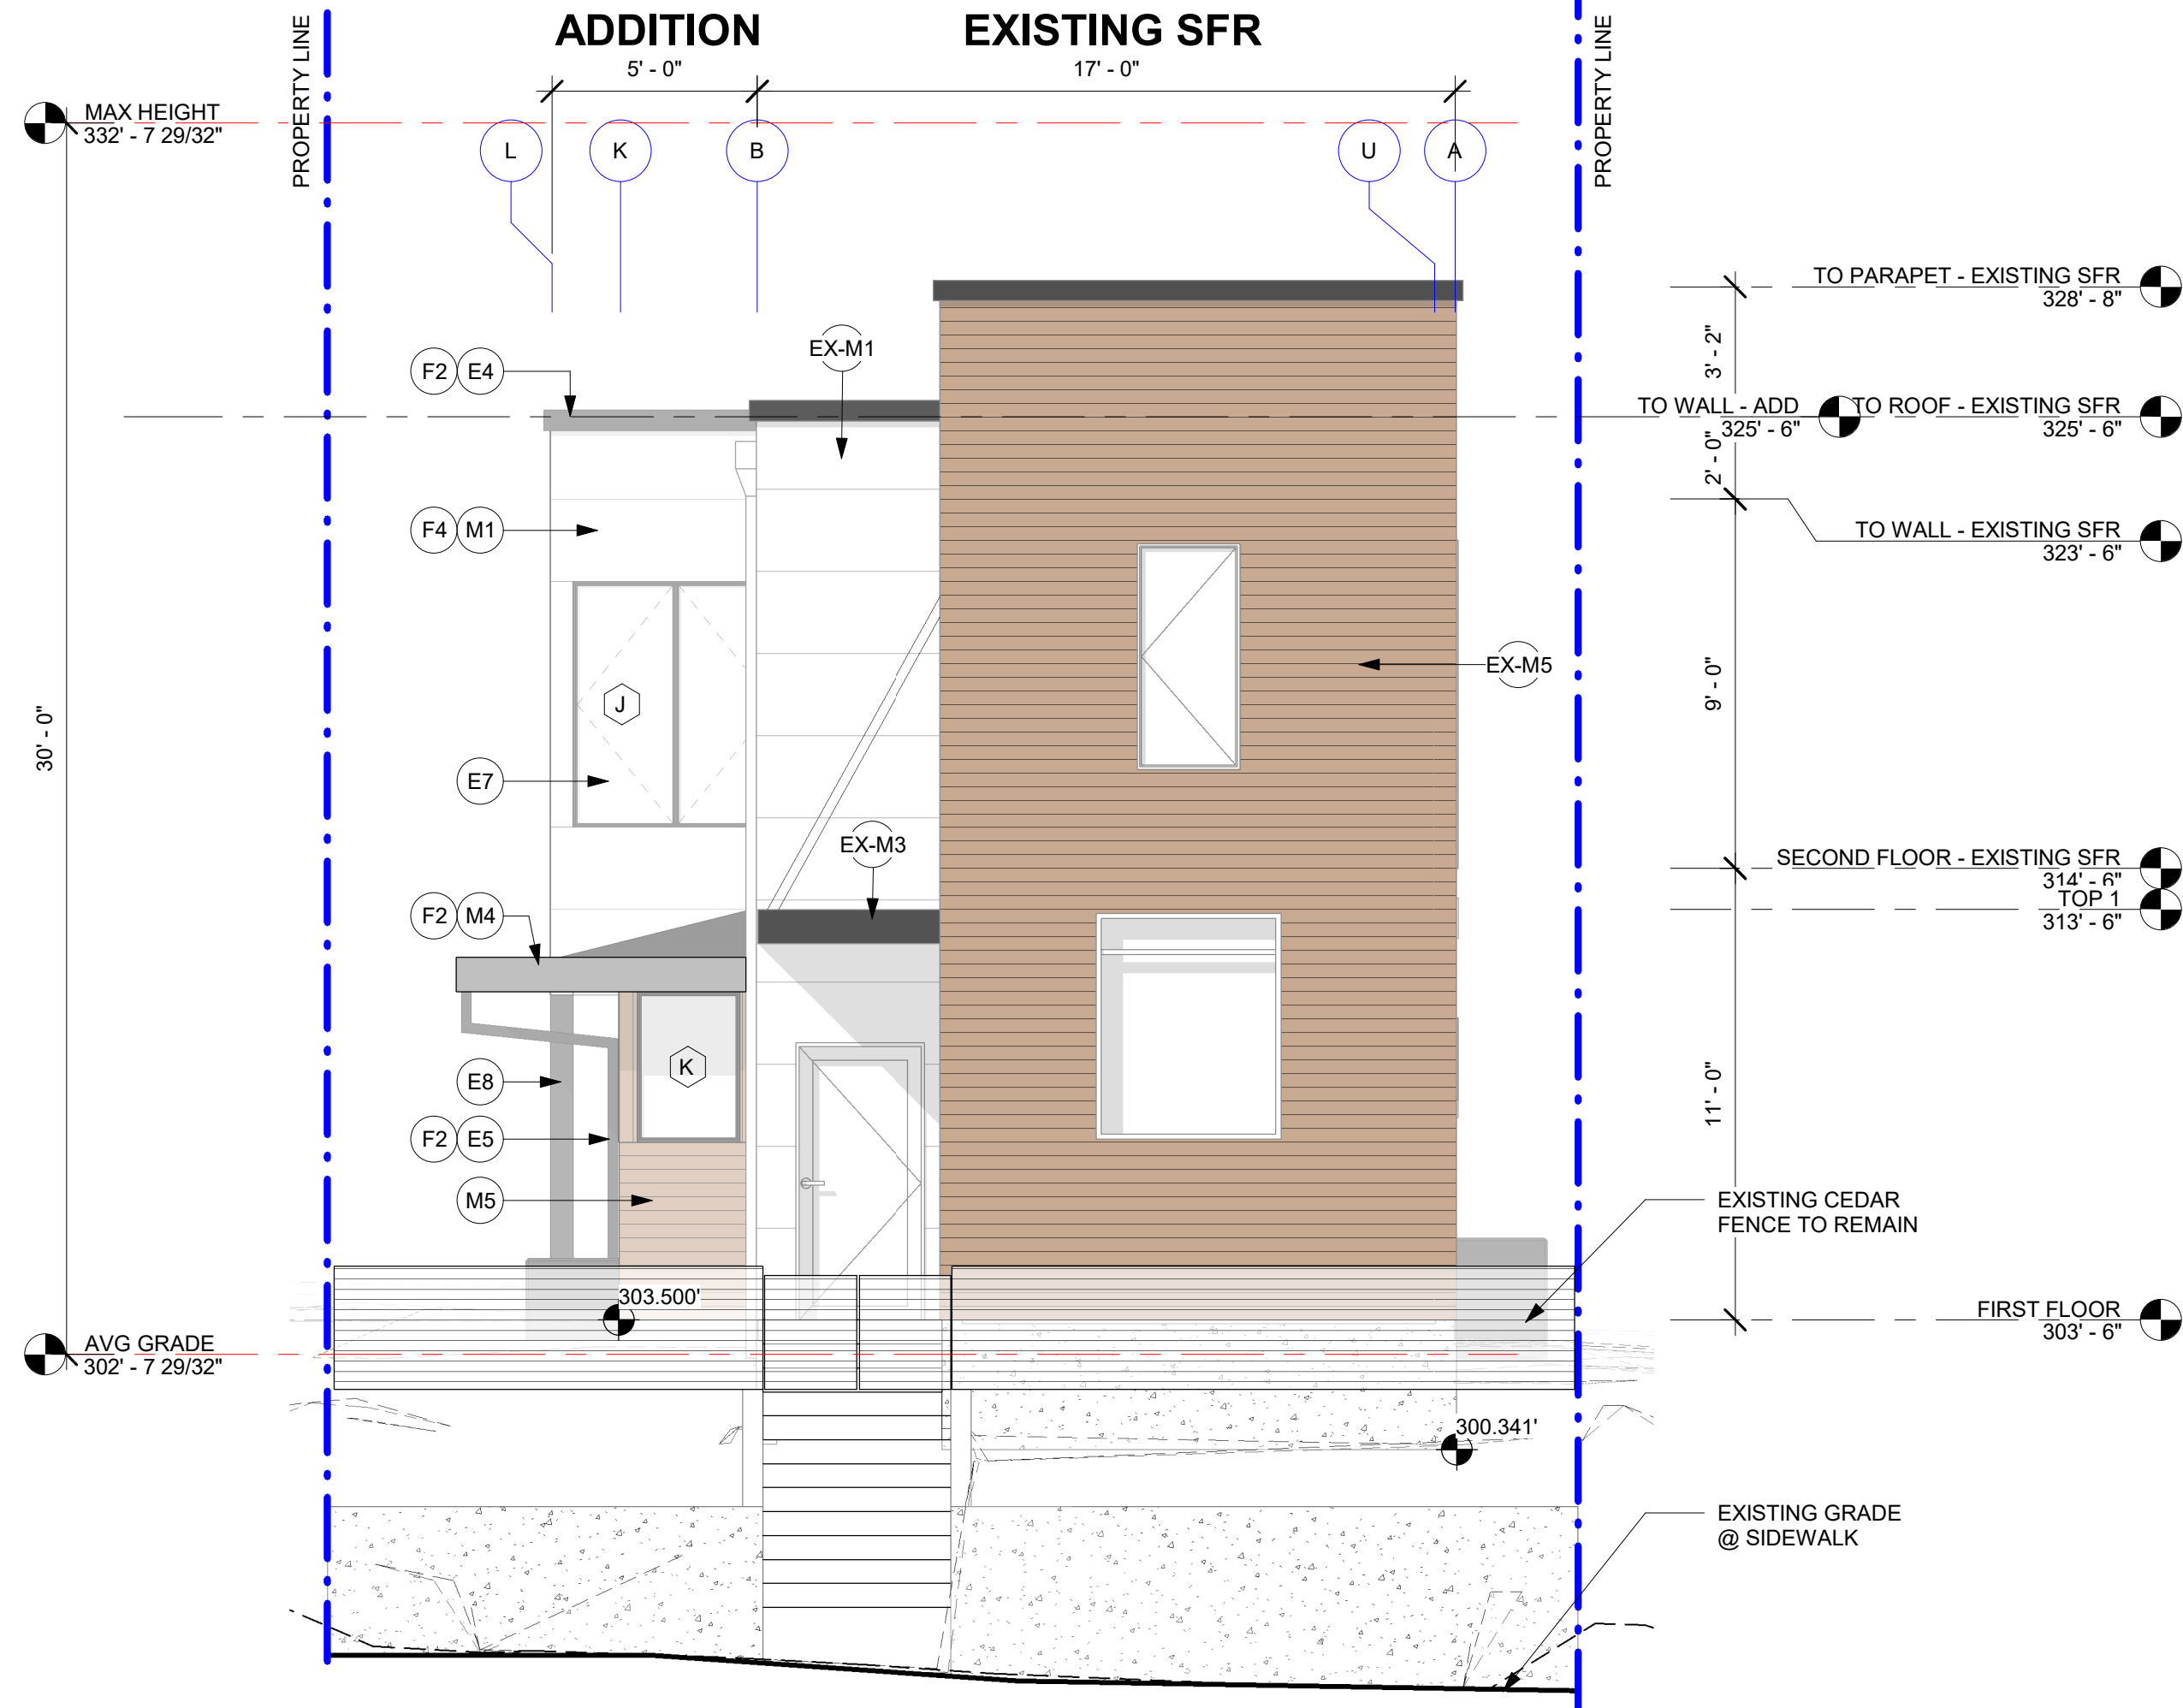 ADDITION
EXISTING SFR
5' - 0"
17' - 0"
PROPERTY LINE
PROPERTY LINE
MAX HEIGHT
332' - 7 29/32"
L
K
B
U
A
TO PARAPET - EXISTING SFR
328' - 8"
3' - 2"
EX-M1
F2
E4
TO WALL - ADD
325' - 6"
TO ROOF - EXISTING SFR
325' - 6"
2' - 0"
F4
M1
TO WALL - EXISTING SFR
323' - 6"
EX-M5
J
9' - 0"
30' - 0"
E7
EX-M3
SECOND FLOOR - EXISTING SFR
314' - 6"
TOP 1
313' - 6"
F2
M4
K
E8
11' - 0"
F2
E5
M5
EXISTING CEDAR
FENCE TO REMAIN
303.500'
FIRST FLOOR
303' - 6"
AVG GRADE
302' - 7 29/32"
300.341'
EXISTING GRADE
@ SIDEWALK